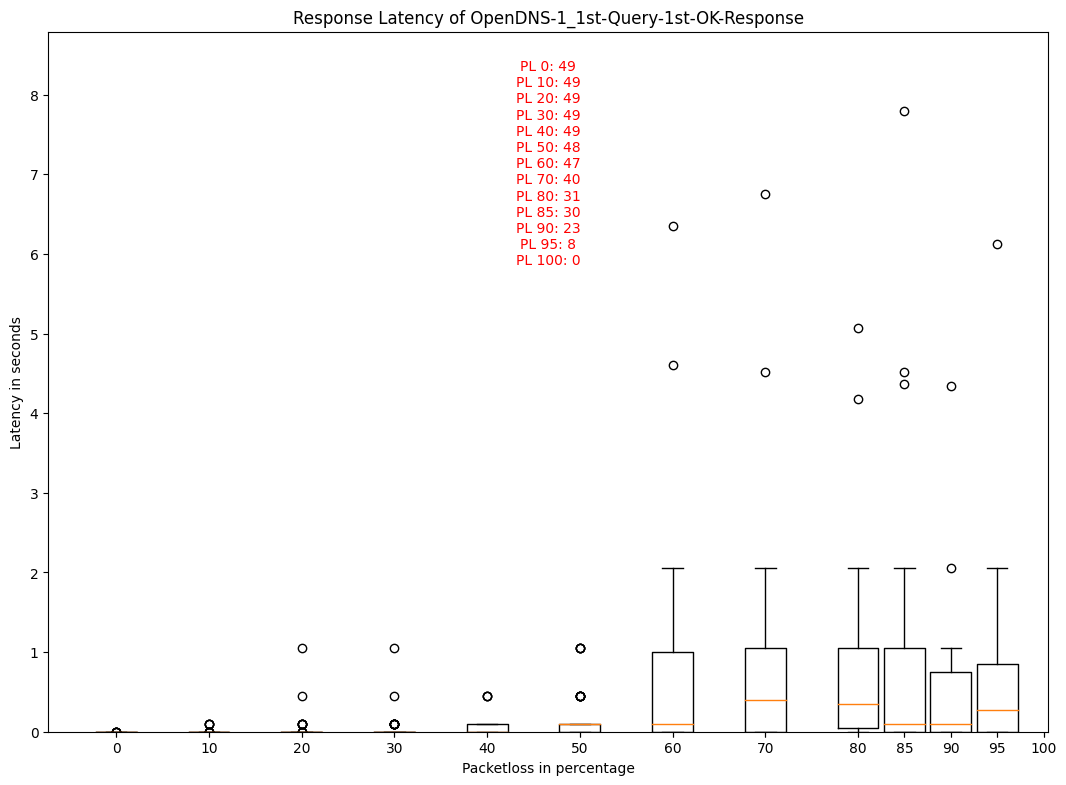 Response Latency of OpenDNS-1_1st-Query-1st-OK-Response
PL 0: 49
PL 10: 49
PL 20: 49
PL 30: 49
PL 40: 49
PL 50: 48
PL 60: 47
PL 70: 40
PL 80: 31
PL 85: 30
PL 90: 23
PL 95: 8
PL 100: 0
Latency in seconds
8
7
6
5
4
3
2
1
0
0 10 20 30 40 50 60 70 80 85 90 95 100
Packetloss in percentage